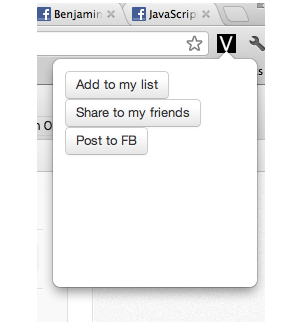 Benjamin
JavaScrip
V
Add to my list
Share to my friends
Post to FB